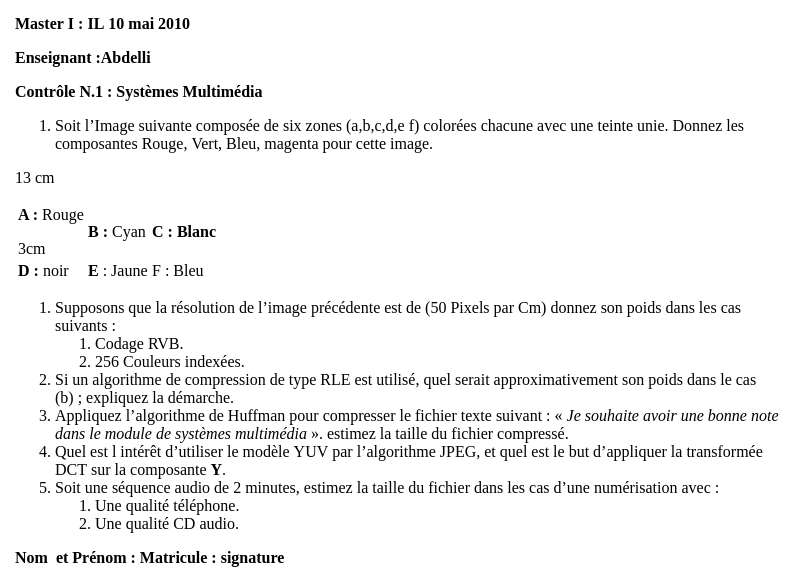 Master I : IL 10 mai 2010
Enseignant :Abdelli
Contrôle N.1 : Systèmes Multimédia
1. Soit l’Image suivante composée de six zones (a,b,c,d,e f) colorées chacune avec une teinte unie. Donnez les
composantes Rouge, Vert, Bleu, magenta pour cette image.
13 cm
A : Rouge
B : Cyan C : Blanc
3cm
D : noir E : Jaune F : Bleu
1. Supposons que la résolution de l’image précédente est de (50 Pixels par Cm) donnez son poids dans les cas
suivants :
1. Codage RVB.
2. 256 Couleurs indexées.
2. Si un algorithme de compression de type RLE est utilisé, quel serait approximativement son poids dans le cas
(b) ; expliquez la démarche.
3. Appliquez l’algorithme de Huffman pour compresser le fichier texte suivant : « Je souhaite avoir une bonne note
dans le module de systèmes multimédia ». estimez la taille du fichier compressé.
4. Quel est l intérêt d’utiliser le modèle YUV par l’algorithme JPEG, et quel est le but d’appliquer la transformée
DCT sur la composante Y.
5. Soit une séquence audio de 2 minutes, estimez la taille du fichier dans les cas d’une numérisation avec :
1. Une qualité téléphone.
2. Une qualité CD audio.
Nom  et Prénom : Matricule : signature